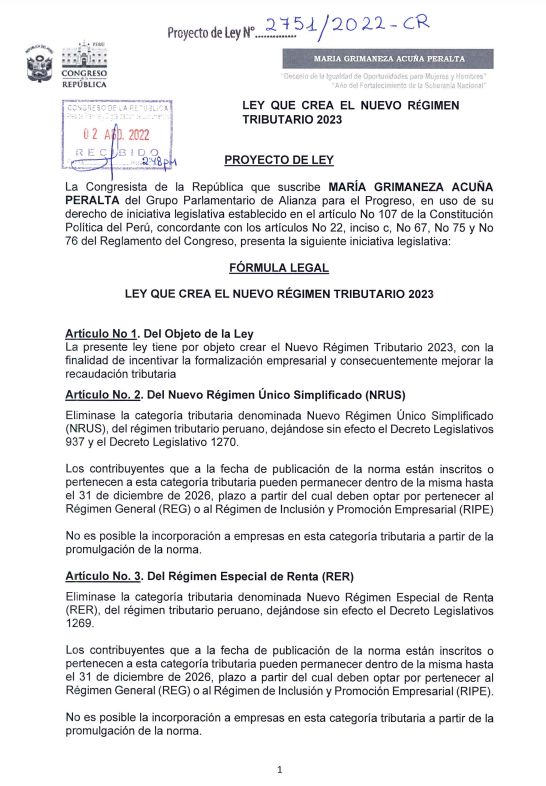 Proyecto de Ley N° 2751/2022-CR
CONGRESO
REPÚBLICA
MARIA GRIMANEZA ACUÑA PERALTA
"Decenio de la Igualdad de Oportunidades para Mujeres y Hombres"
"Año del Fortalecimiento de la Soberanía Nacional"
CONGRESO DE LA REPÚBLICA
02 AGO. 2022
RECIBIDO
2:48pm
LEY QUE CREA EL NUEVO RÉGIMEN
TRIBUTARIO 2023
PROYECTO DE LEY
La Congresista de la República que suscribe MARÍA GRIMANEZA ACUÑA
PERALTA del Grupo Parlamentario de Alianza para el Progreso, en uso de su
derecho de iniciativa legislativa establecido en el artículo No 107 de la Constitución
Política del Perú, concordante con los artículos No 22, inciso c, No 67, No 75 y No
76 del Reglamento del Congreso, presenta la siguiente iniciativa legislativa:
FÓRMULA LEGAL
LEY QUE CREA EL NUEVO RÉGIMEN TRIBUTARIO 2023
Artículo No 1. Del Objeto de la Ley
La presente ley tiene por objeto crear el Nuevo Régimen Tributario 2023, con la
finalidad de incentivar la formalización empresarial y consecuentemente mejorar la
recaudación tributaria
Artículo No. 2. Del Nuevo Régimen Único Simplificado (NRUS)
Eliminase la categoría tributaria denominada Nuevo Régimen Único Simplificado
(NRUS), del régimen tributario peruano, dejándose sin efecto el Decreto Legislativos
937 y el Decreto Legislativo 1270.
Los contribuyentes que a la fecha de publicación de la norma están inscritos o
pertenecen a esta categoría tributaria pueden permanecer dentro de la misma hasta
el 31 de diciembre de 2026, plazo a partir del cual deben optar por pertenecer al
Régimen General (REG) o al Régimen de Inclusión y Promoción Empresarial (RIPE)
No es posible la incorporación a empresas en esta categoría tributaria a partir de la
promulgación de la norma.
Artículo No. 3. Del Régimen Especial de Renta (RER)
Eliminase la categoría tributaria denominada Nuevo Régimen Especial de Renta
(RER), del régimen tributario peruano, dejándose sin efecto el Decreto Legislativos
1269.
Los contribuyentes que a la fecha de publicación de la norma están inscritos o
pertenecen a esta categoría tributaria pueden permanecer dentro de la misma hasta
el 31 de diciembre de 2026, plazo a partir del cual deben optar por pertenecer al
Régimen General (REG) o al Régimen de Inclusión y Promoción Empresarial (RIPE).
No es posible la incorporación a empresas en esta categoría tributaria a partir de la
promulgación de la norma.
1